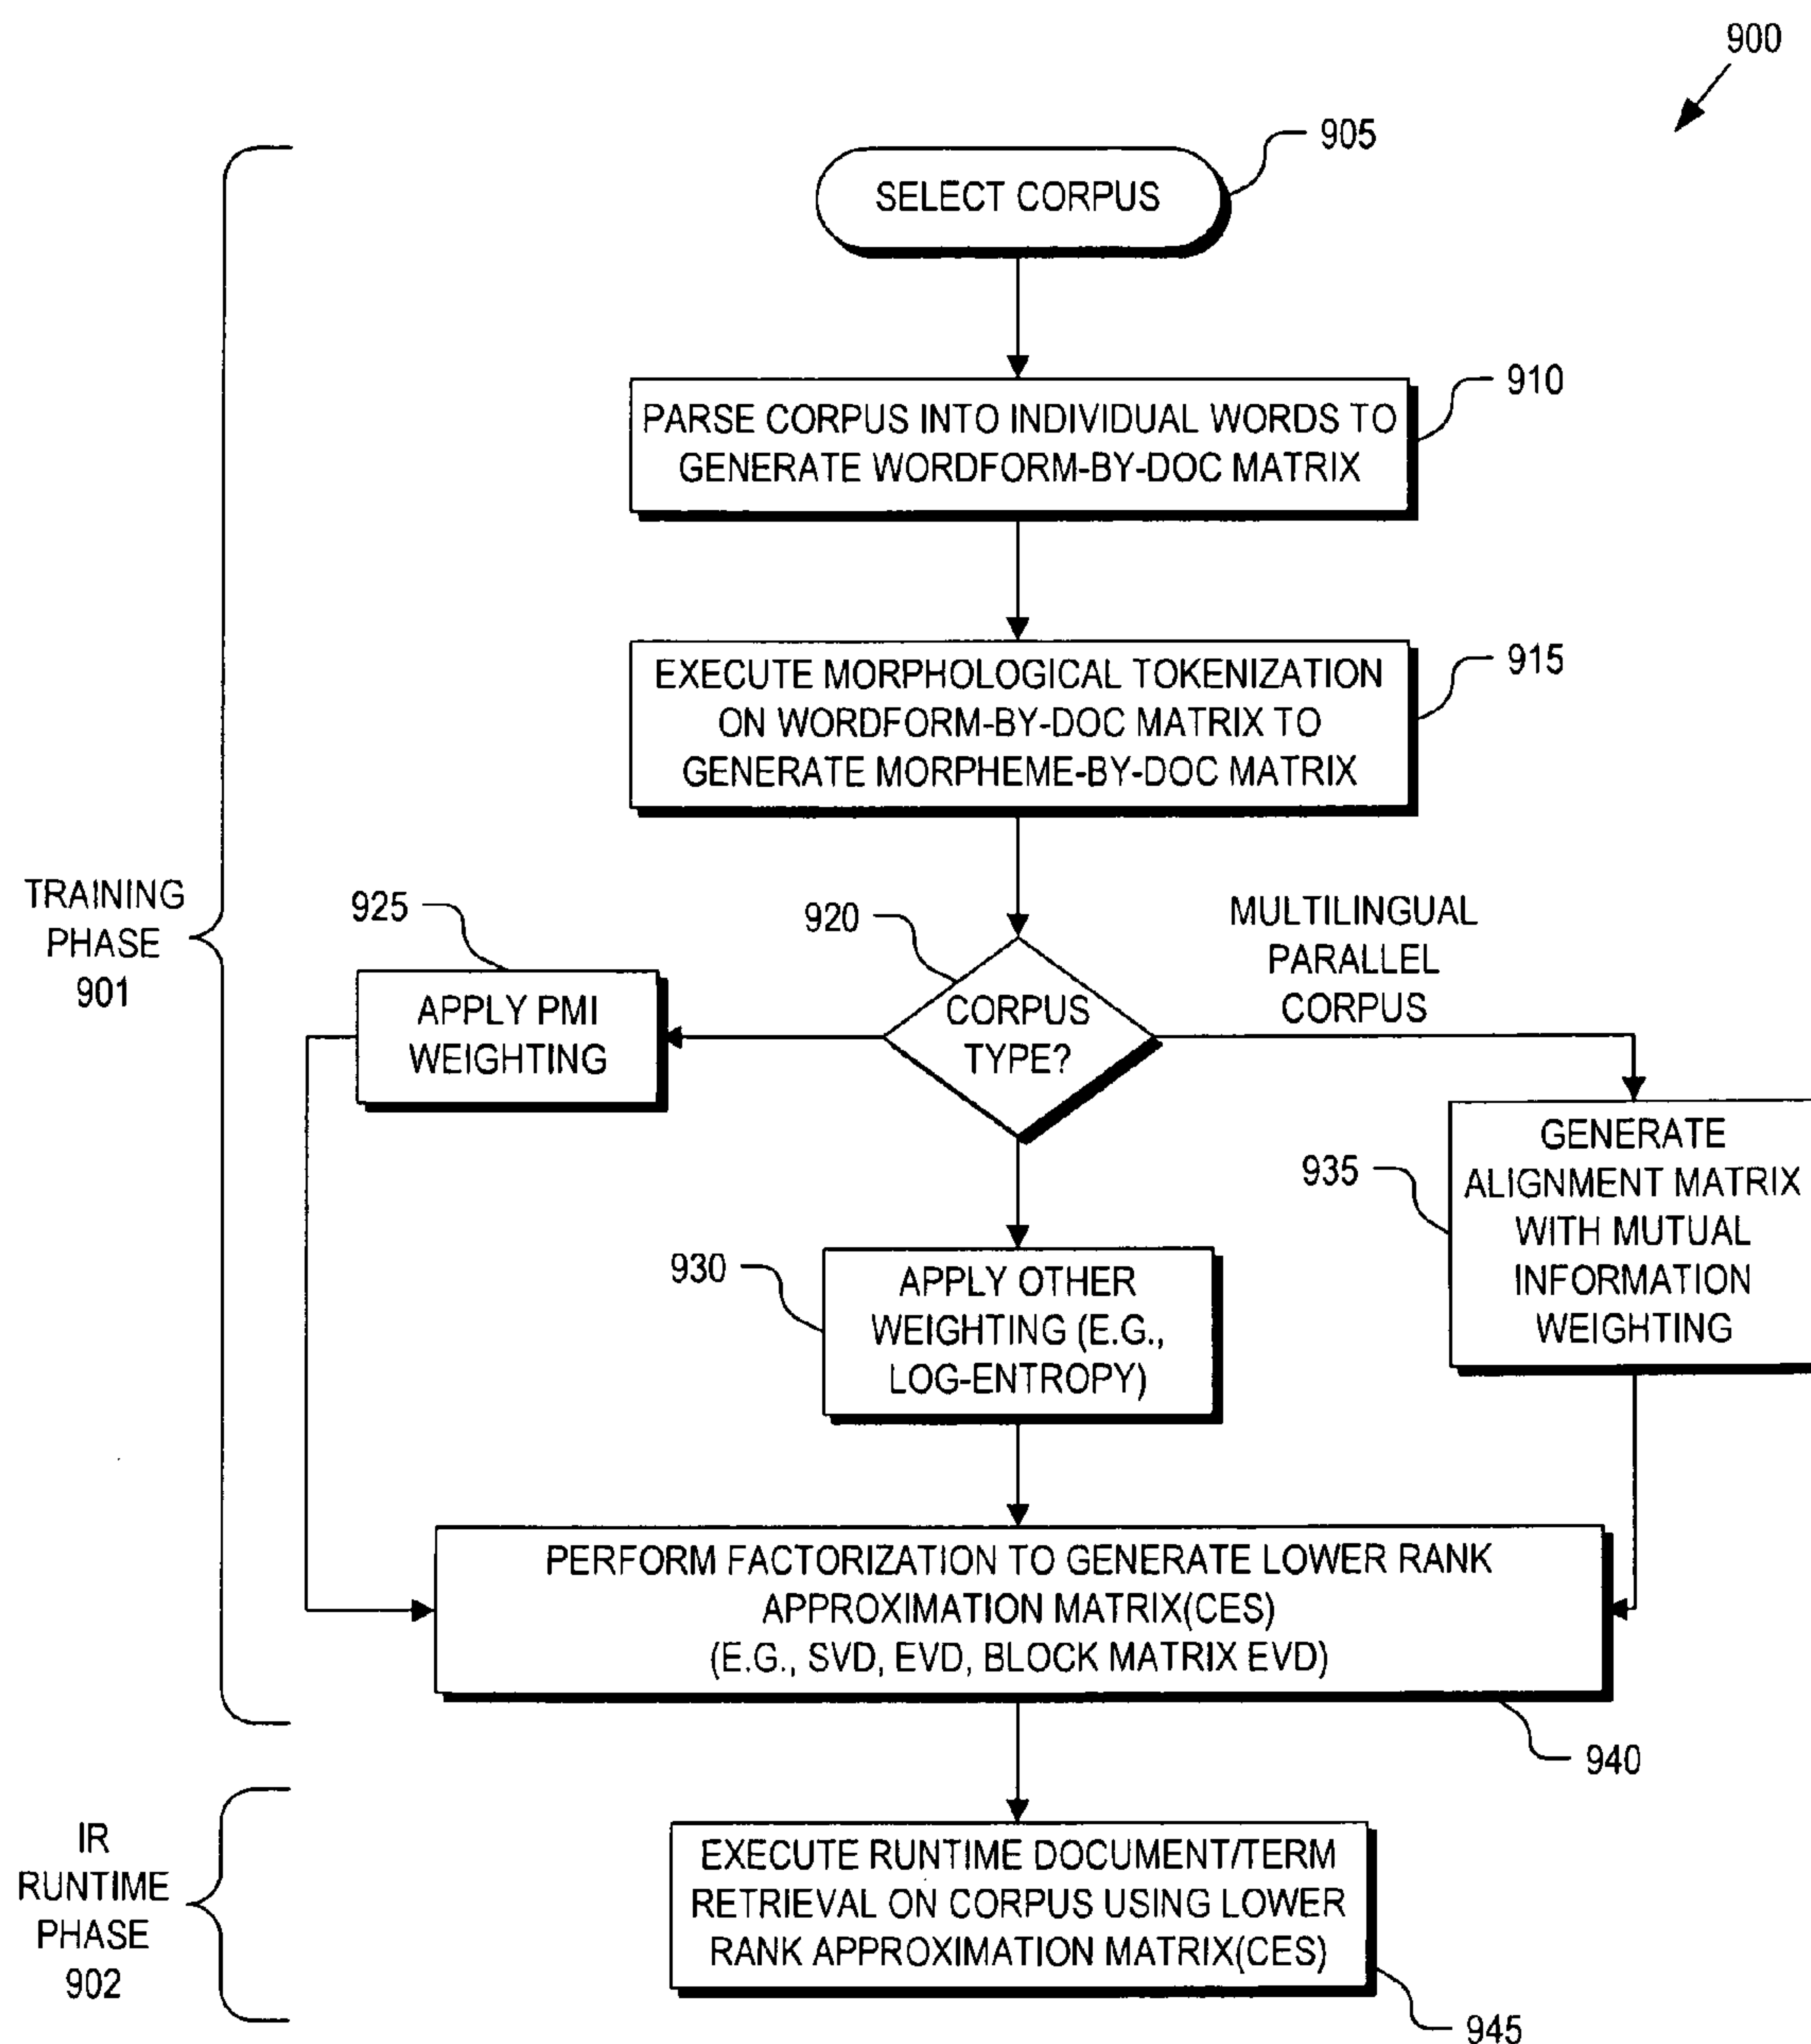 900
905
SELECT CORPUS
910
PARSE CORPUS INTO INDIVIDUAL WORDS TO
GENERATE WORDFORM-BY-DOC MATRIX
915
EXECUTE MORPHOLOGICAL TOKENIZATION
ON WORDFORM-BY-DOC MATRIX TO
GENERATE MORPHEME-BY-DOC MATRIX
TRAINING
PHASE
901
925
APPLY PMI
WEIGHTING
920
CORPUS
TYPE?
MULTILINGUAL
PARALLEL
CORPUS
935
GENERATE
ALIGNMENT MATRIX
WITH MUTUAL
INFORMATION
WEIGHTING
930
APPLY OTHER
WEIGHTING (E.G.,
LOG-ENTROPY)
PERFORM FACTORIZATION TO GENERATE LOWER RANK
APPROXIMATION MATRIX(CES)
(E.G., SVD, EVD, BLOCK MATRIX EVD)
940
IR
RUNTIME
PHASE
902
EXECUTE RUNTIME DOCUMENT/TERM
RETRIEVAL ON CORPUS USING LOWER
RANK APPROXIMATION MATRIX(CES)
945